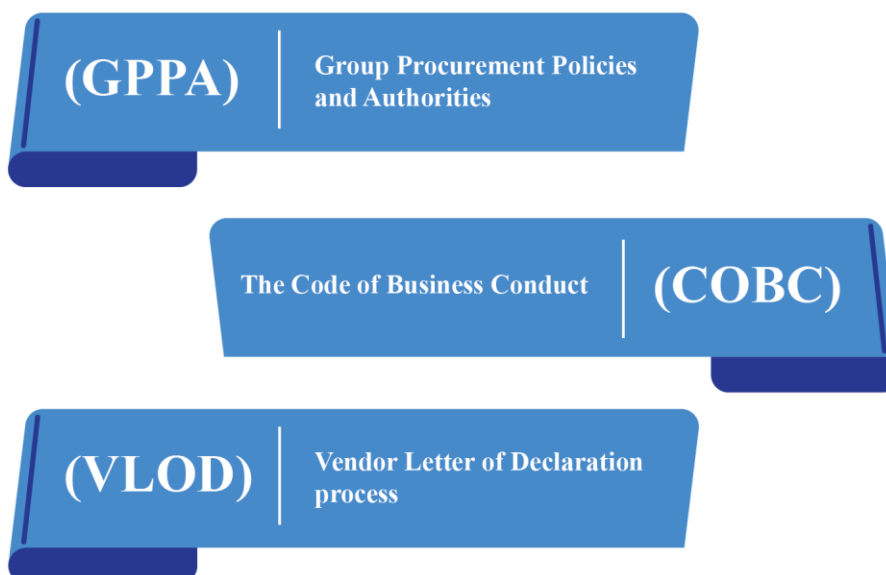 (GPPA)
Group Procurement Policies
and Authorities
The Code of Business Conduct
(COBC)
(VLOD)
Vendor Letter of Declaration
process